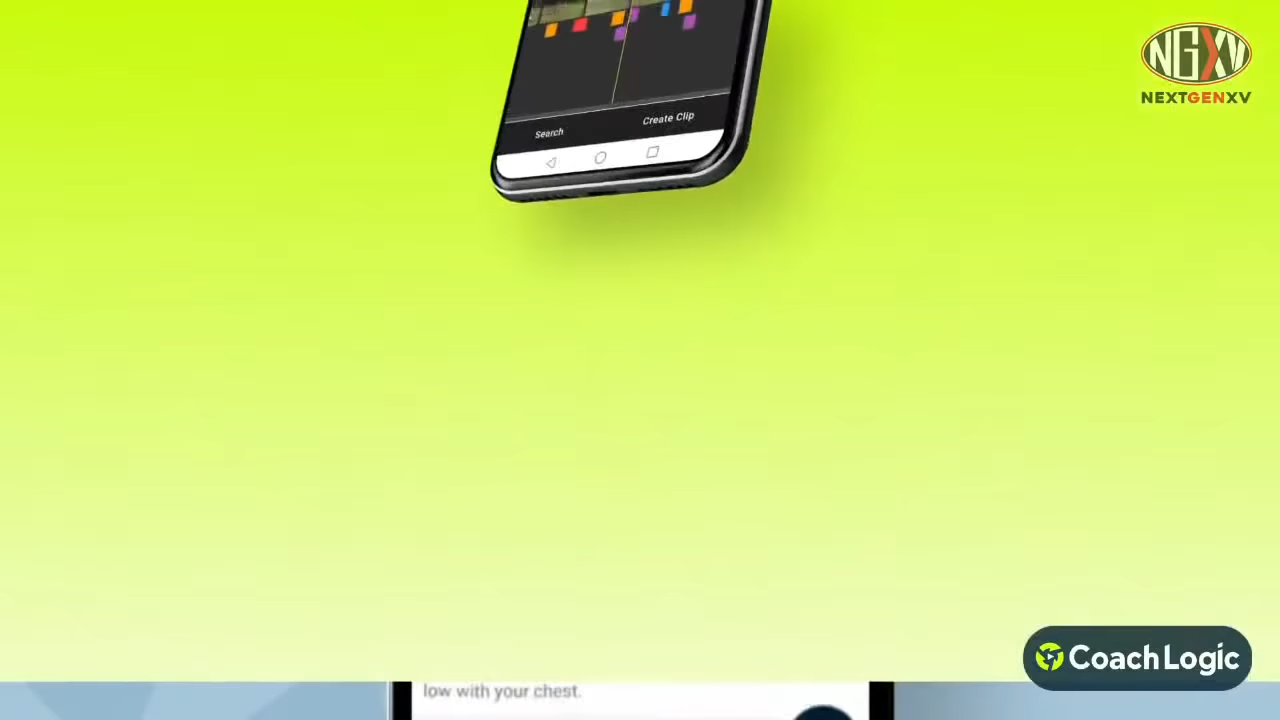 NGXV
NEXTGENXV
Search
Create Clip
CoachLogic
low with your chest.